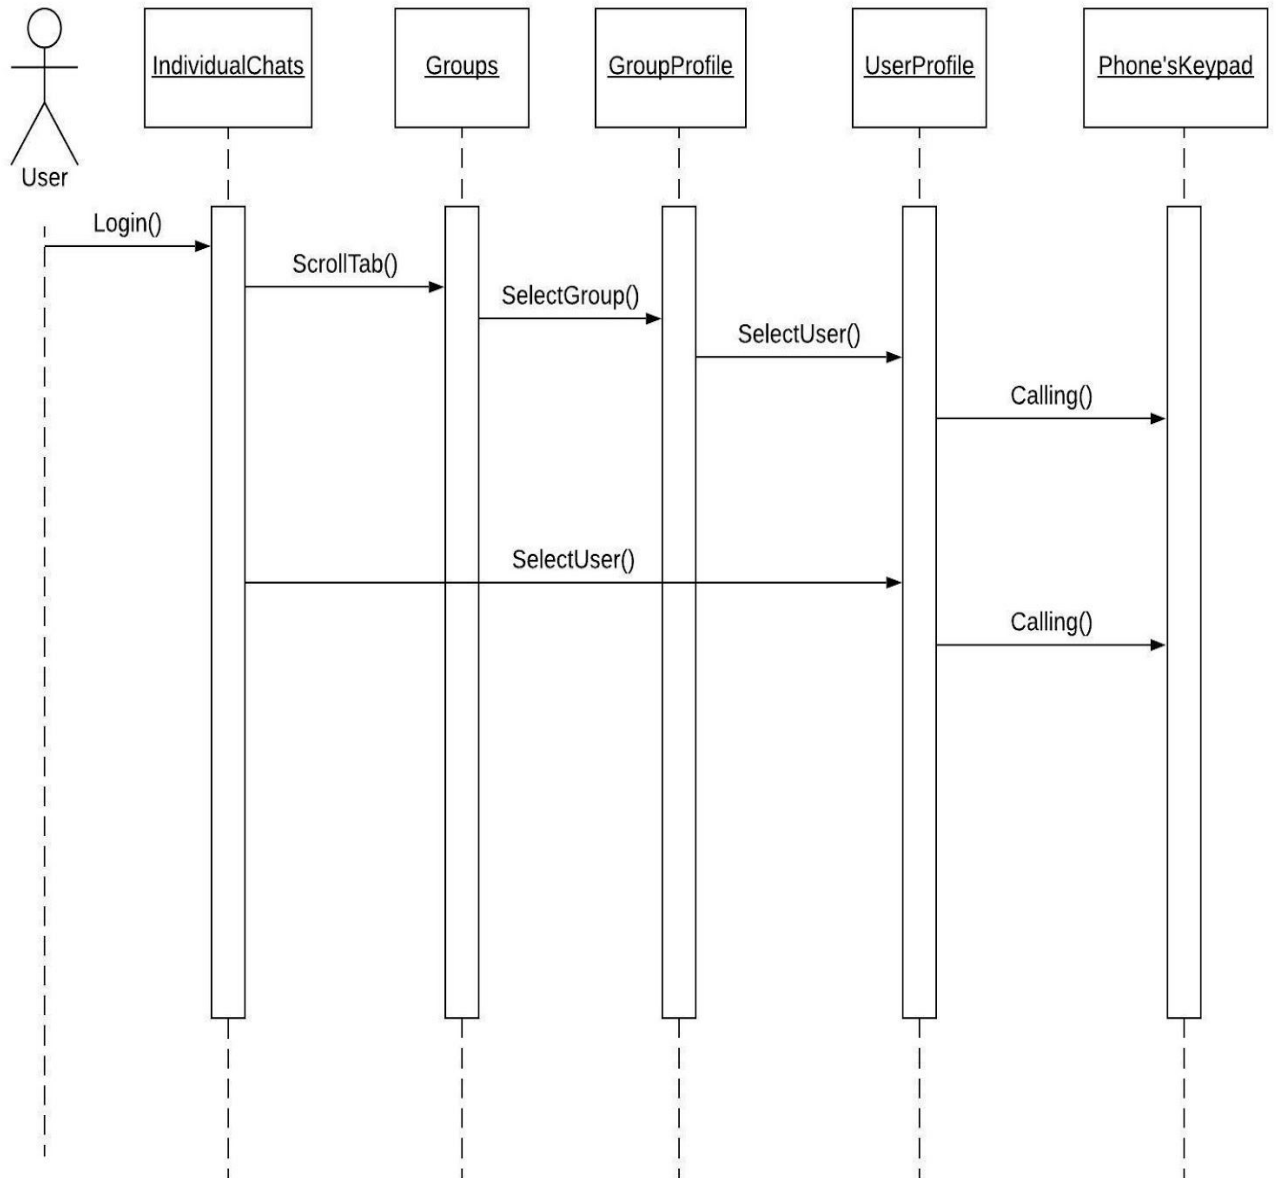 IndividualChats
Groups
GroupProfile
UserProfile
Phone'sKeypad
User
Login()
ScrollTab()
SelectGroup()
SelectUser()
Calling()
SelectUser()
Calling()